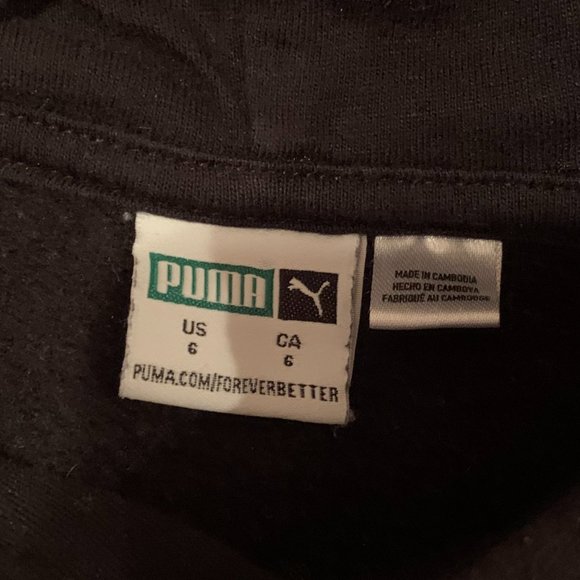 PUMA
US CA
6 6
PUMA.COM/FOREVERBETTER
MADE IN CAMBODIA
HECHO EN CAMBOYA
FABRIQUÉ AU CAMBODGE